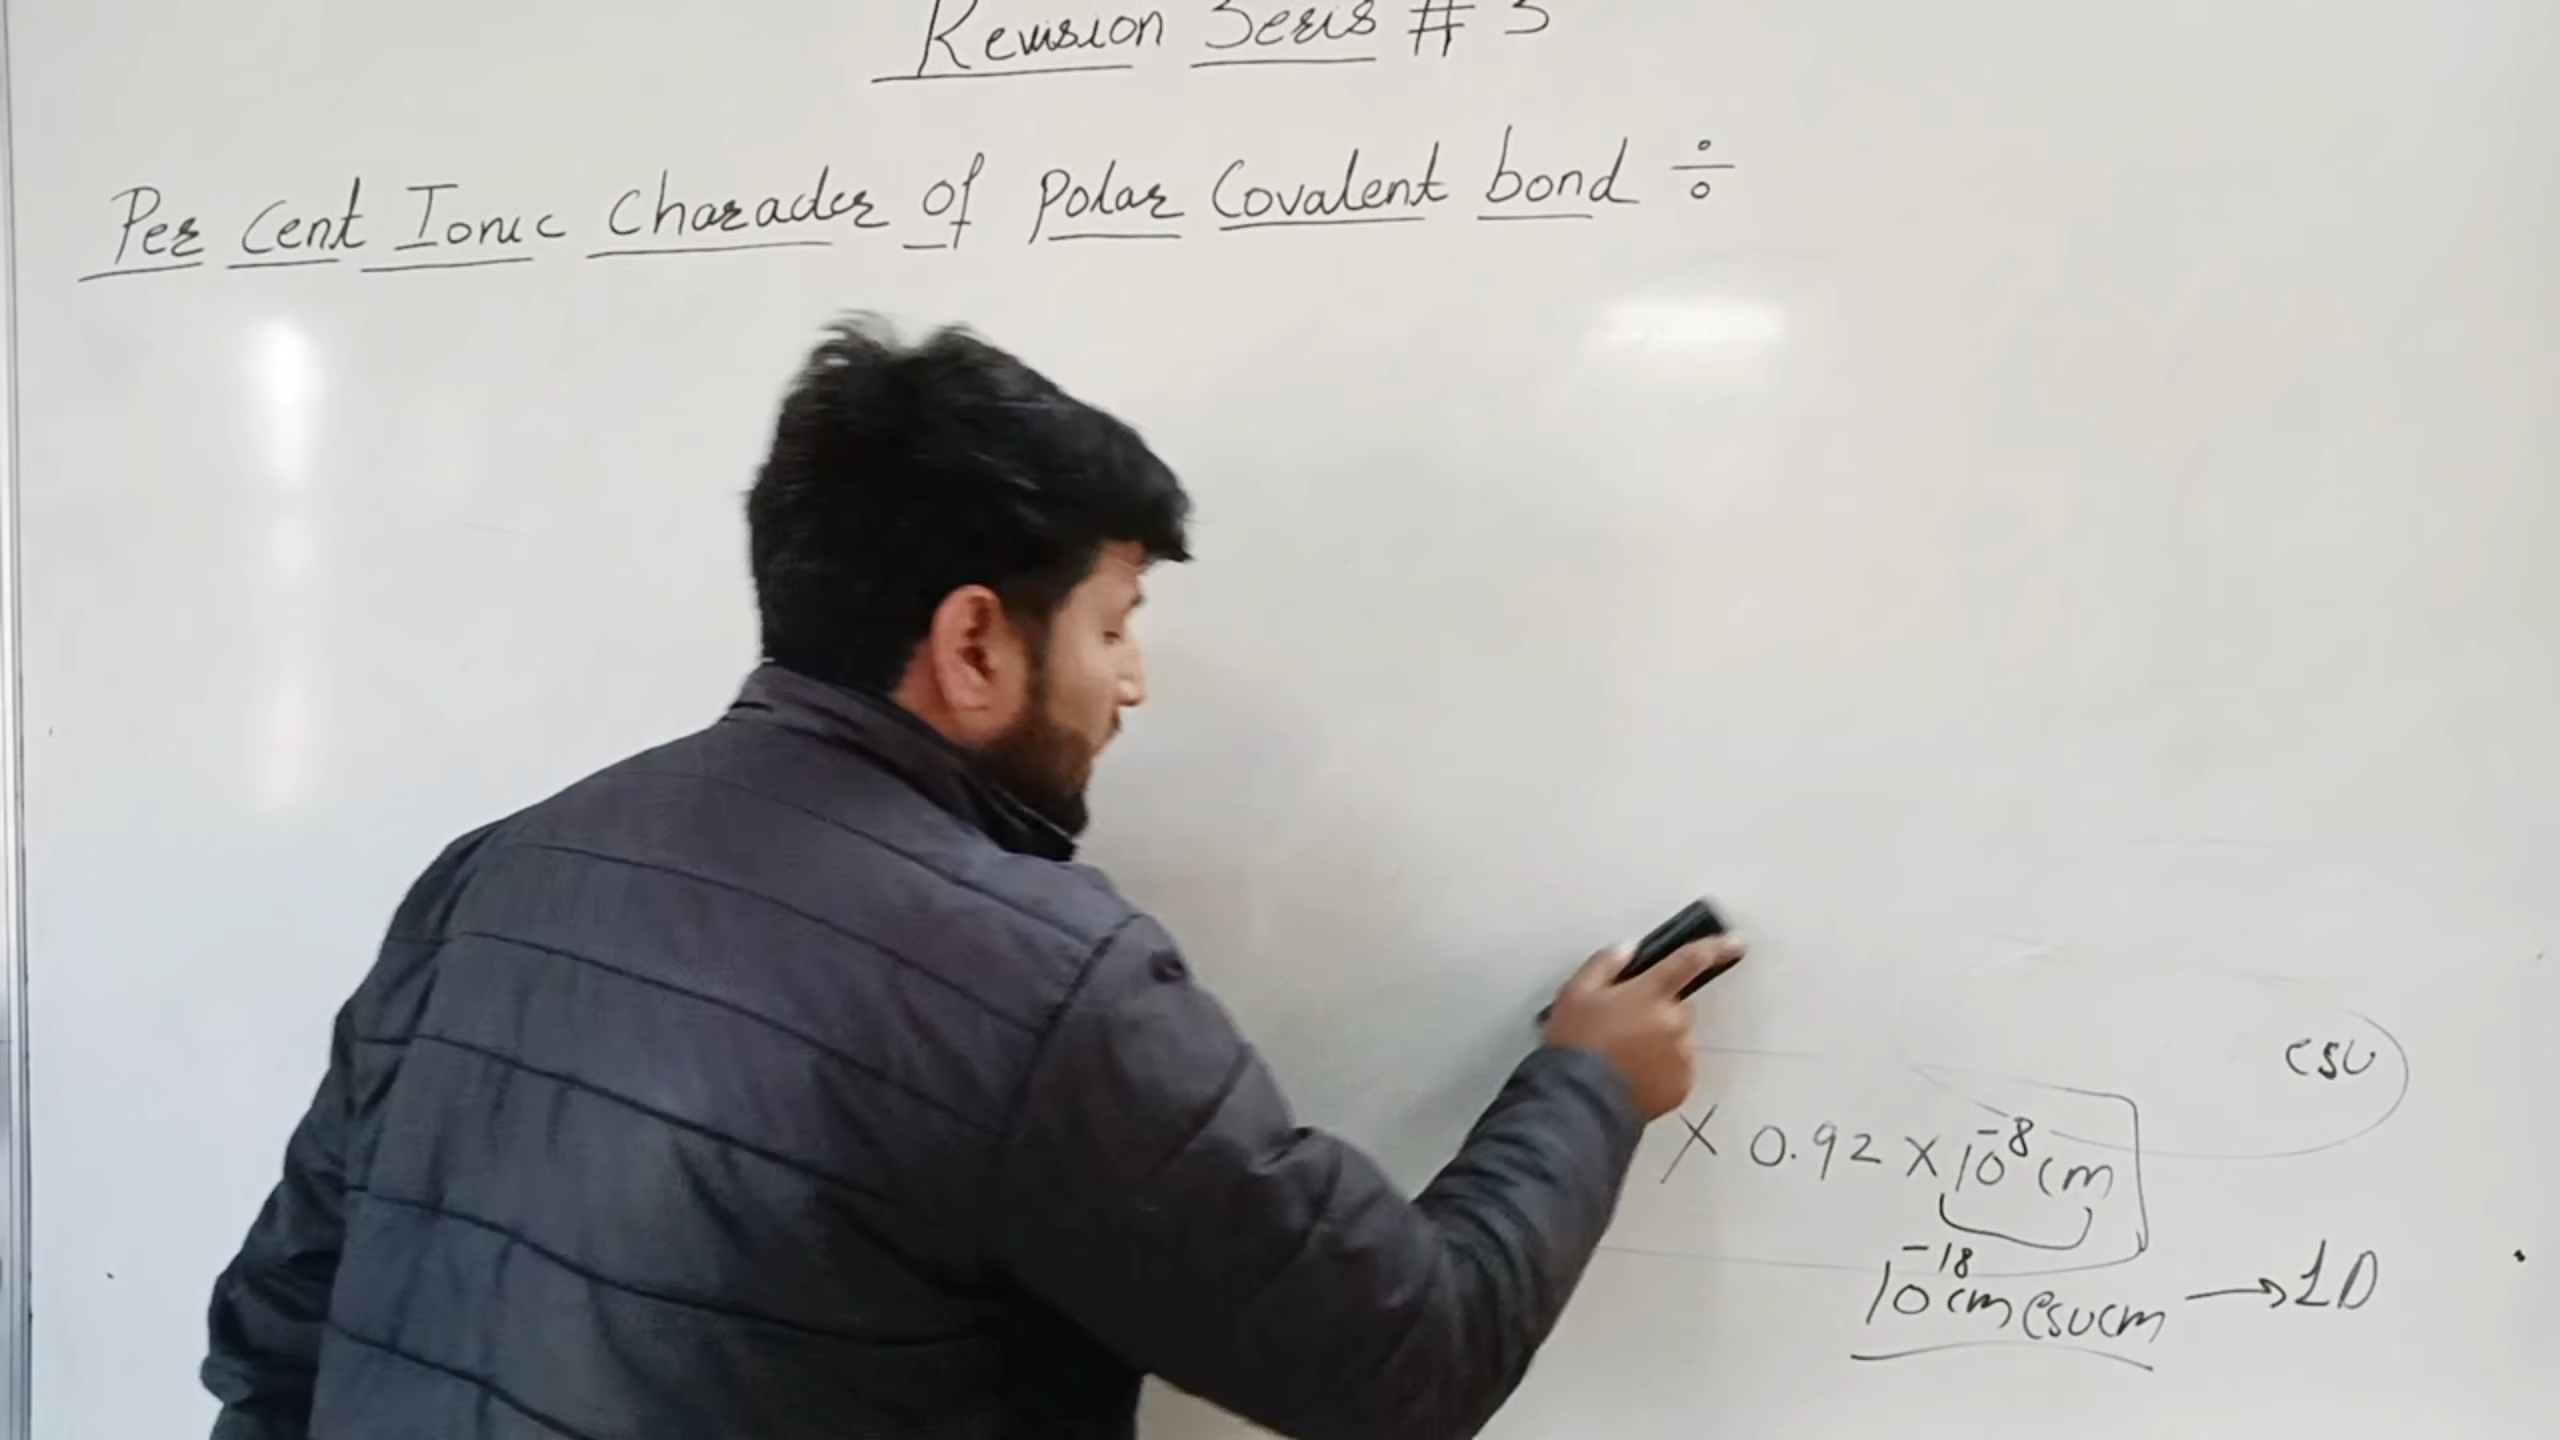 Revision Seris # 3
Per Cent Ionic Character of Polar Covalent bond ÷
esu
X 0.92 X 10⁻⁸ cm
10⁻¹⁸ cm esu cm → 1D